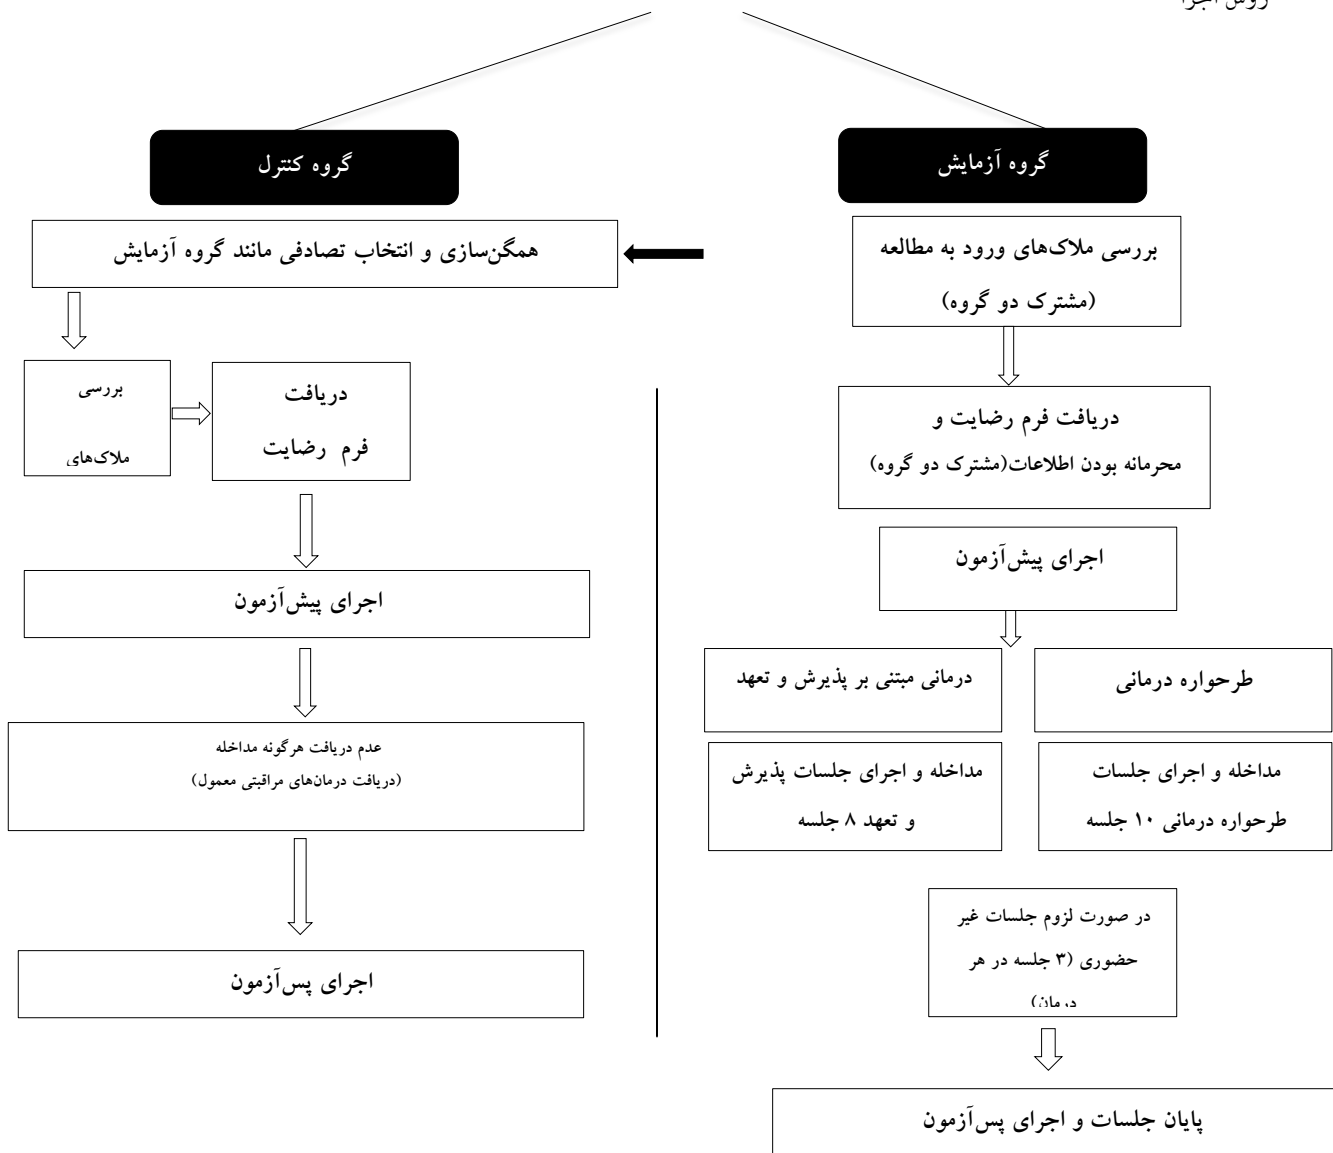 روش اجرا
گروه آزمایش
بررسی ملاک‌های ورود به مطالعه
(مشترک دو گروه)
دریافت فرم رضایت و
محرمانه بودن اطلاعات(مشترک دو گروه)
اجرای پیش‌آزمون
طرحواره درمانی
درمانی مبتنی بر پذیرش و تعهد
مداخله و اجرای جلسات
طرحواره درمانی ۱۰ جلسه
مداخله و اجرای جلسات پذیرش
و تعهد ۸ جلسه
در صورت لزوم جلسات غیر
حضوری (۳ جلسه در هر
درمان)
پایان جلسات و اجرای پس‌آزمون
گروه کنترل
همگن‌سازی و انتخاب تصادفی مانند گروه آزمایش
بررسی
ملاک‌های
دریافت
فرم رضایت
اجرای پیش‌آزمون
عدم دریافت هرگونه مداخله
(دریافت درمان‌های مراقبتی معمول)
اجرای پس‌آزمون